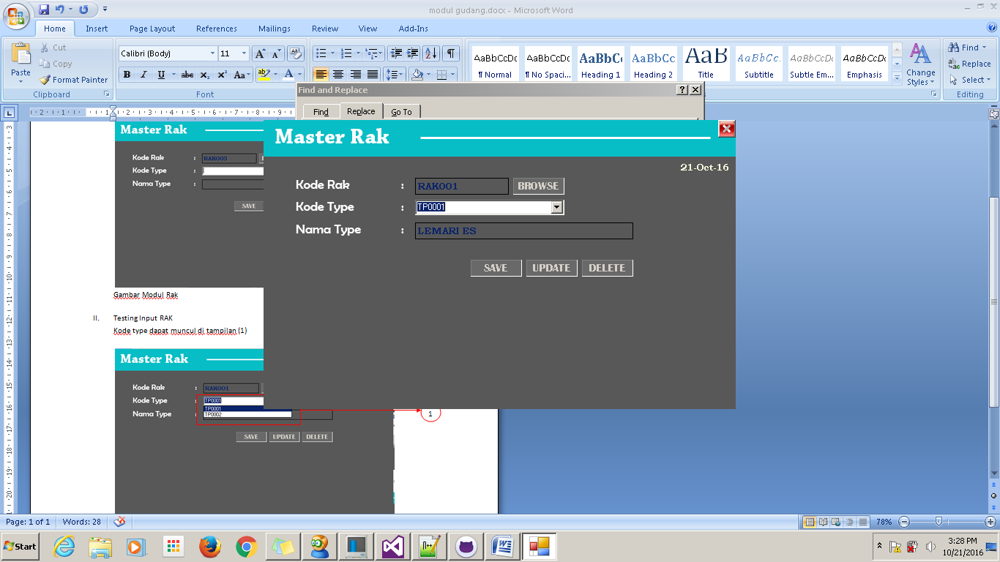 modul gudang.docx - Microsoft Word
Home Insert Page Layout References Mailings Review View Add-Ins
Paste
Cut
Copy
Format Painter
Clipboard
Calibri (Body) 11
B I U abc x₂ x² Aa
Font
AaBbCcDc AaBbCcDc AaBbCc AaBbCc AaB AaBbCc. AaBbCcDc AaBbCcDc
¶ Normal ¶ No Spaci... Heading 1 Heading 2 Title Subtitle Subtle Em... Emphasis
Change Styles
Find
Replace
Select
Editing
Find and Replace
Find Replace Go To
Master Rak
Kode Rak : RAK003
Kode Type :
Nama Type :
SAVE
Master Rak
21-Oct-16
Kode Rak : RAK001 BROWSE
Kode Type : TP0001
Nama Type : LEMARI ES
SAVE UPDATE DELETE
Gambar Modul Rak
II. Testing Input RAK
Kode type dapat muncul di tampilan (1)
Master Rak
Kode Rak : RAK001
Kode Type : TP0001
TP0001
Nama Type : TP0002
1
SAVE UPDATE DELETE
Page: 1 of 1 Words: 28 78%
Start
3:28 PM
10/21/2016